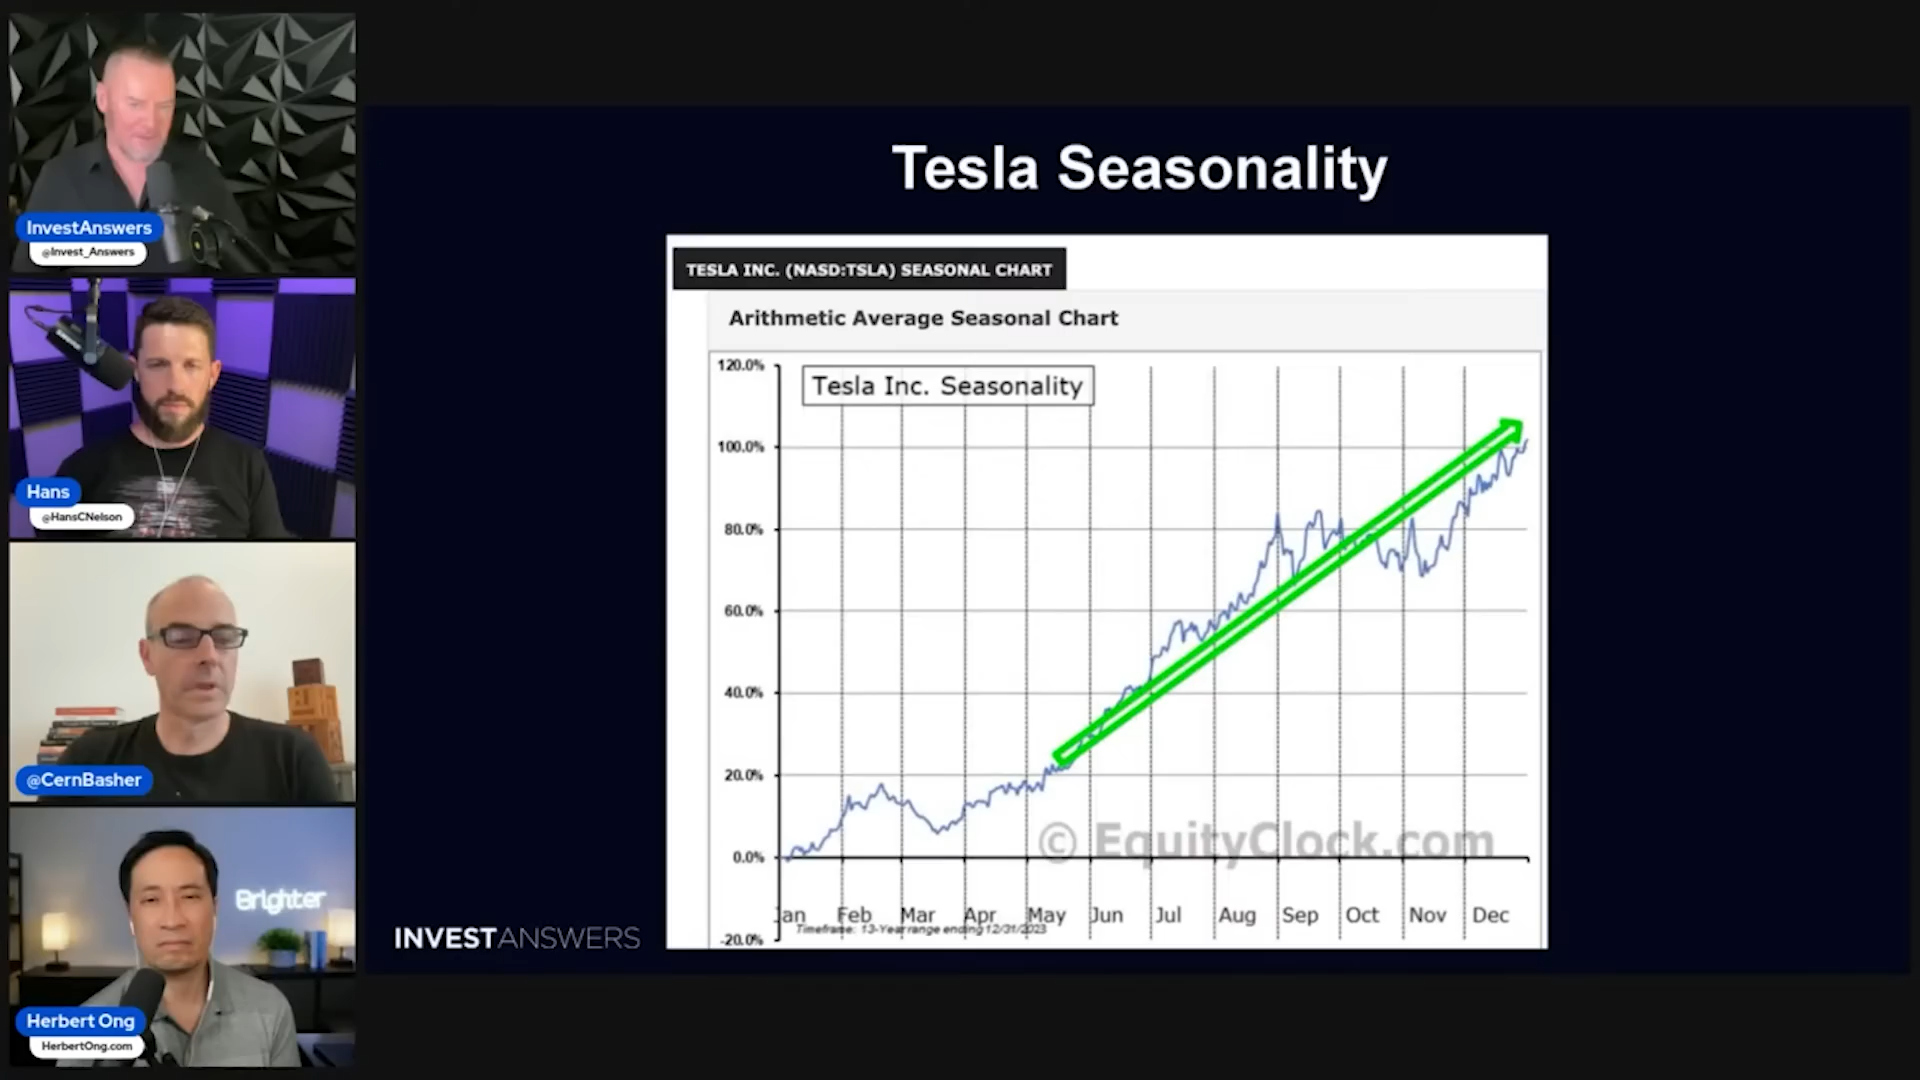 InvestAnswers
@Invest_Answers
Hans
@HansCNelson
@CernBasher
Brighter
Herbert Ong
HerbertOng.com
Tesla Seasonality
TESLA INC. (NASD:TSLA) SEASONAL CHART
Arithmetic Average Seasonal Chart
Tesla Inc. Seasonality
120.0%
100.0%
80.0%
60.0%
40.0%
20.0%
0.0%
-20.0%
© EquityClock.com
Jan Feb Mar Apr May Jun Jul Aug Sep Oct Nov Dec
Timeframe: 13-Year range ending 12/31/2023
INVESTANSWERS